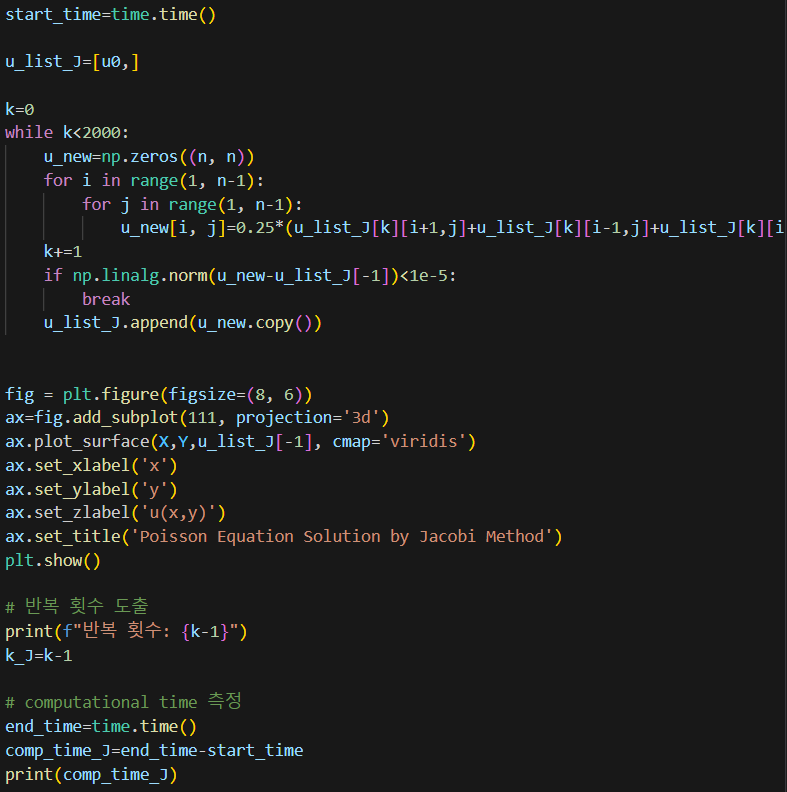 start_time=time.time()
u_list_J=[u0,]
k=0
while k<2000:
    u_new=np.zeros((n, n))
    for i in range(1, n-1):
        for j in range(1, n-1):
            u_new[i, j]=0.25*(u_list_J[k][i+1,j]+u_list_J[k][i-1,j]+u_list_J[k][i
    k+=1
    if np.linalg.norm(u_new-u_list_J[-1])<1e-5:
        break
    u_list_J.append(u_new.copy())
fig = plt.figure(figsize=(8, 6))
ax=fig.add_subplot(111, projection='3d')
ax.plot_surface(X,Y,u_list_J[-1], cmap='viridis')
ax.set_xlabel('x')
ax.set_ylabel('y')
ax.set_zlabel('u(x,y)')
ax.set_title('Poisson Equation Solution by Jacobi Method')
plt.show()
# 반복 횟수 도출
print(f"반복 횟수: {k-1}")
k_J=k-1
# computational time 측정
end_time=time.time()
comp_time_J=end_time-start_time
print(comp_time_J)